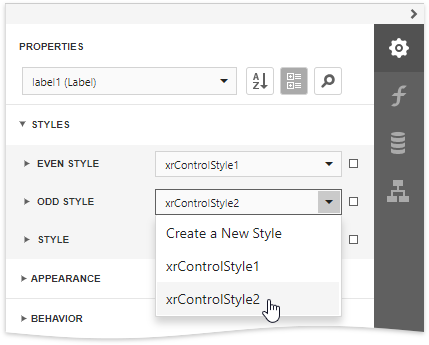 PROPERTIES
label1 (Label)
A
Z
STYLES
EVEN STYLE xrControlStyle1
ODD STYLE xrControlStyle2
Create a New Style
STYLE
xrControlStyle1
APPEARANCE
xrControlStyle2
BEHAVIOR